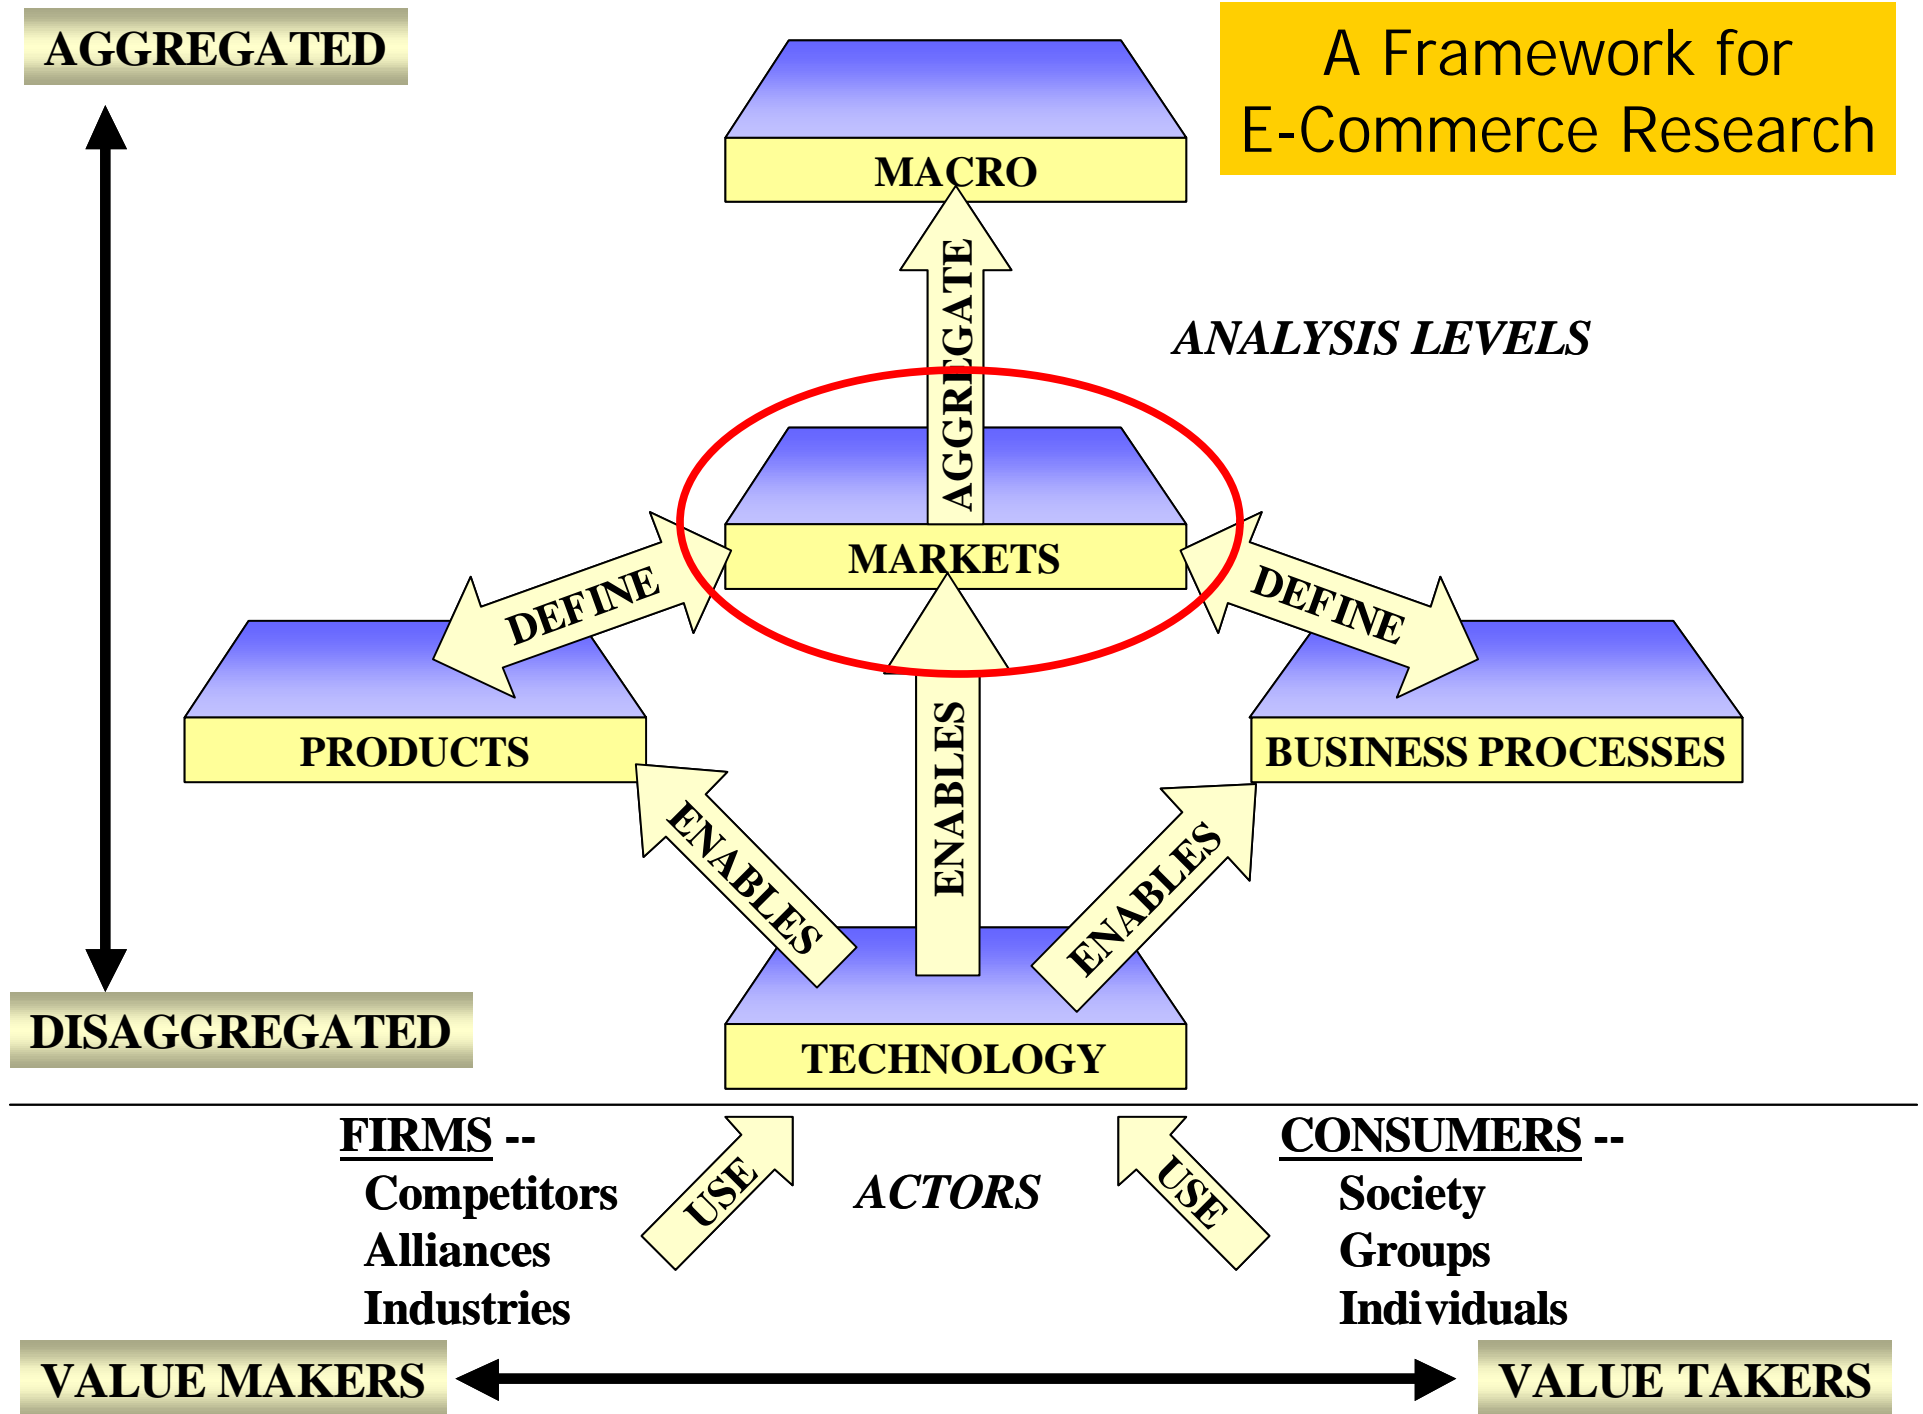 AGGREGATED
A Framework for
E-Commerce Research
MACRO
AGGREGATE
ANALYSIS LEVELS
MARKETS
DEFINE
DEFINE
PRODUCTS
ENABLES
BUSINESS PROCESSES
ENABLES
ENABLES
DISAGGREGATED
TECHNOLOGY
FIRMS --
Competitors
Alliances
Industries
USE
ACTORS
USE
CONSUMERS --
Society
Groups
Individuals
VALUE MAKERS
VALUE TAKERS